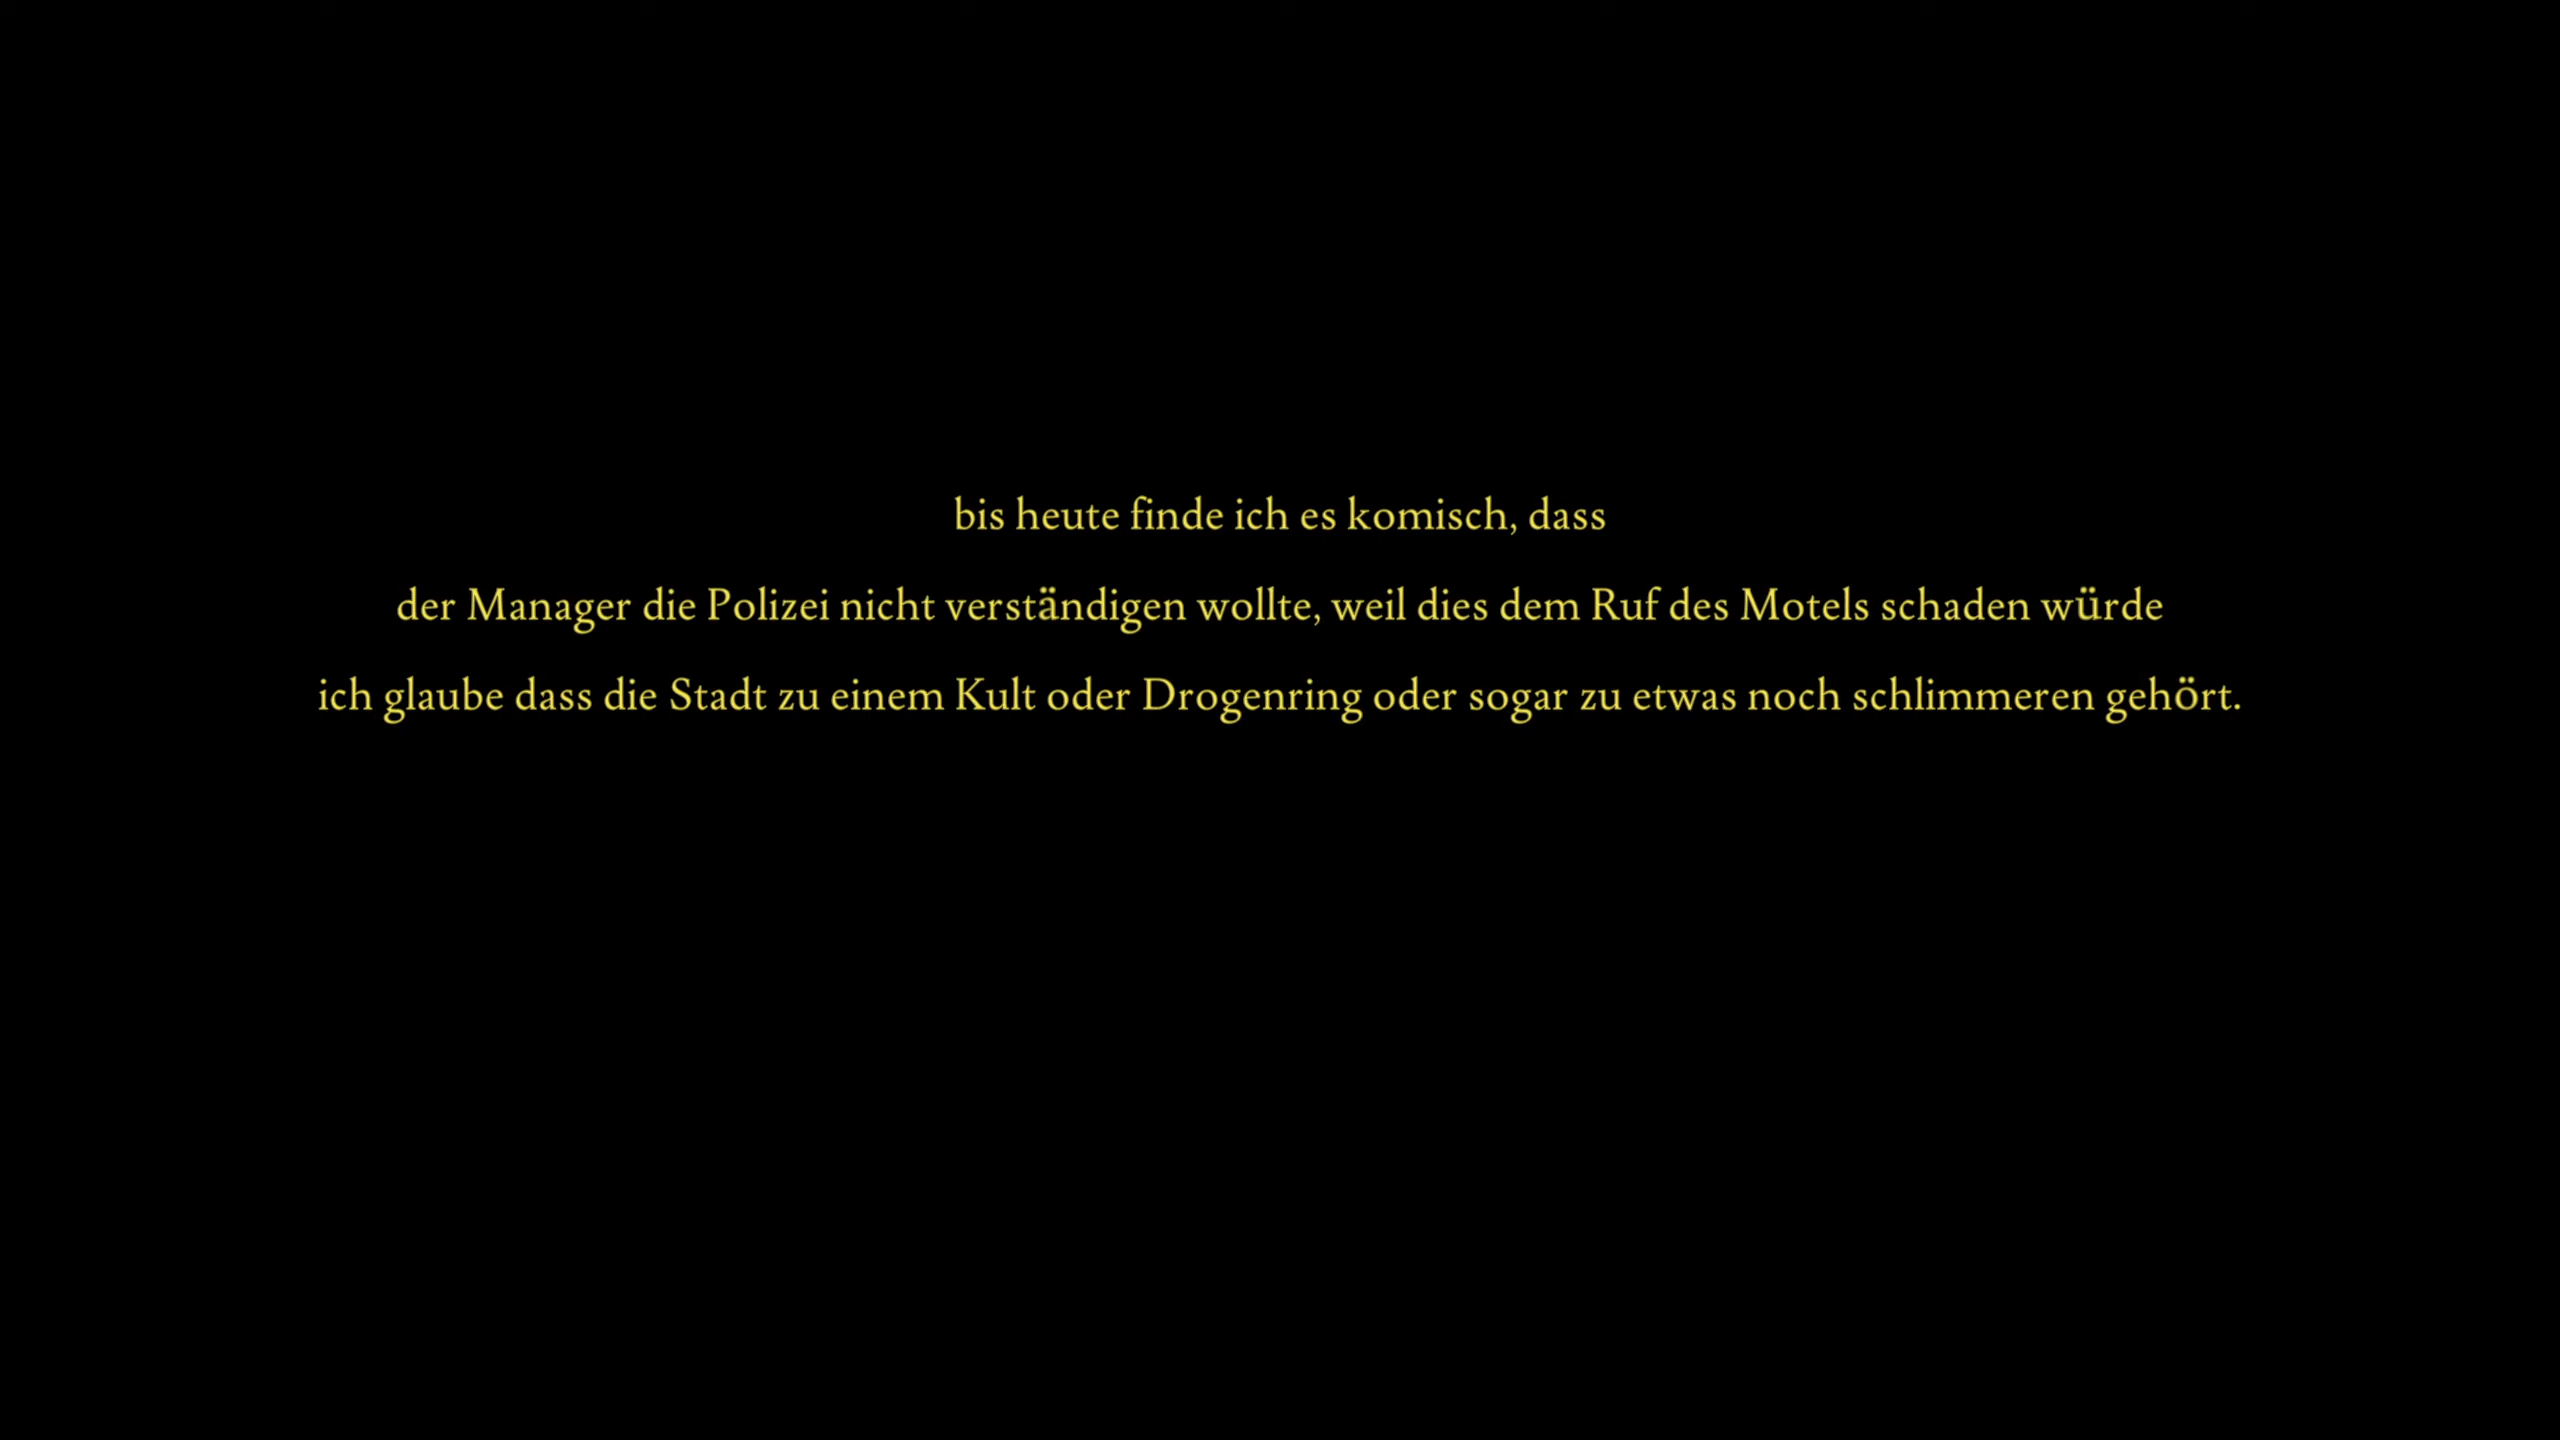 bis heute finde ich es komisch, dass
der Manager die Polizei nicht verständigen wollte, weil dies dem Ruf des Motels schaden würde
ich glaube dass die Stadt zu einem Kult oder Drogenring oder sogar zu etwas noch schlimmeren gehört.